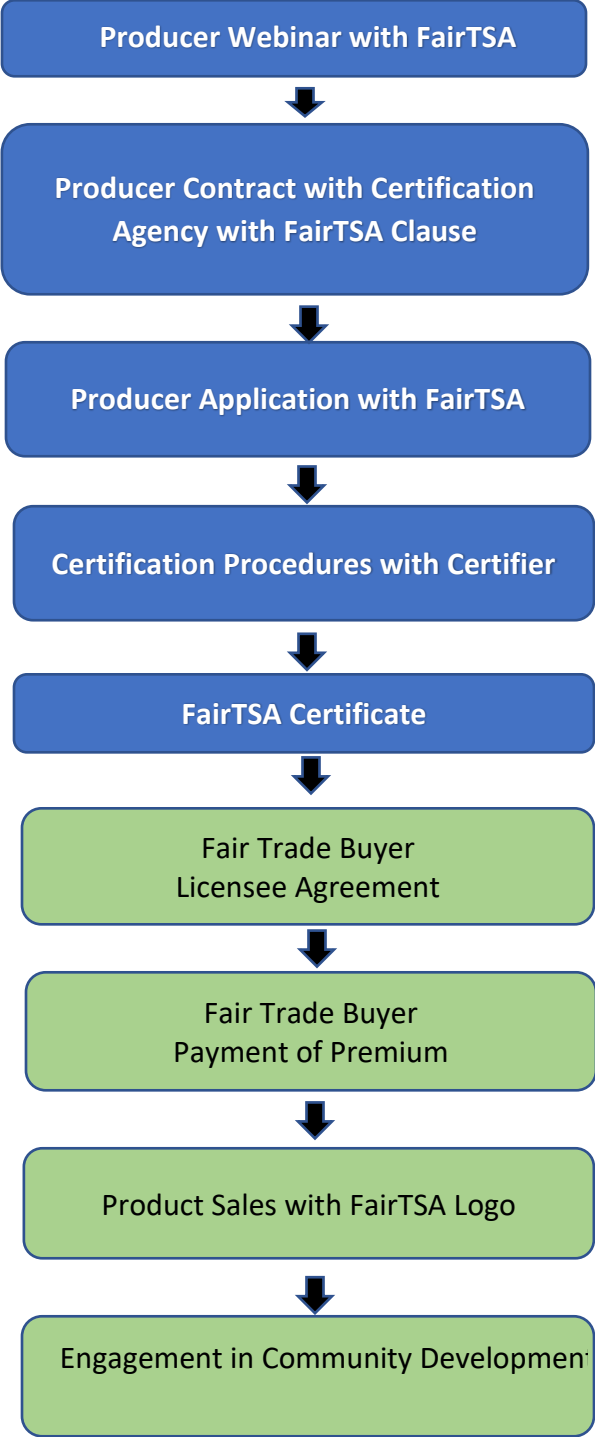 Producer Webinar with FairTSA
Producer Contract with Certification
Agency with FairTSA Clause
Producer Application with FairTSA
Certification Procedures with Certifier
FairTSA Certificate
Fair Trade Buyer
Licensee Agreement
Fair Trade Buyer
Payment of Premium
Product Sales with FairTSA Logo
Engagement in Community Development